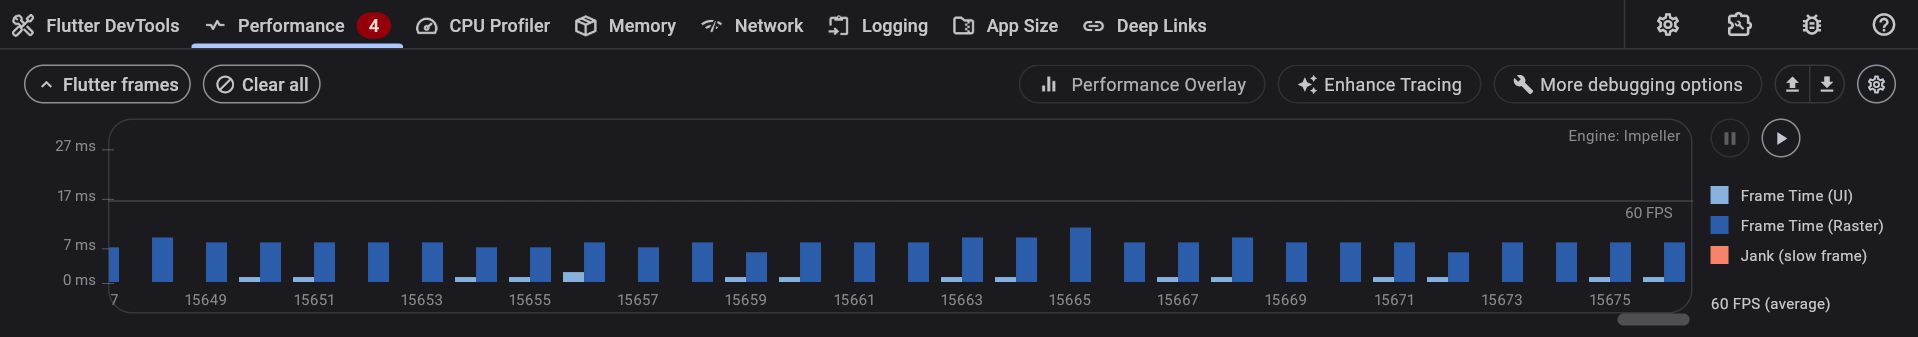 Flutter DevTools Performance 4 CPU Profiler Memory Network Logging App Size Deep Links
Flutter frames Clear all Performance Overlay Enhance Tracing More debugging options
Engine: Impeller
27 ms
17 ms
60 FPS
7 ms
0 ms
7 15649 15651 15653 15655 15657 15659 15661 15663 15665 15667 15669 15671 15673 15675
Frame Time (UI)
Frame Time (Raster)
Jank (slow frame)
60 FPS (average)